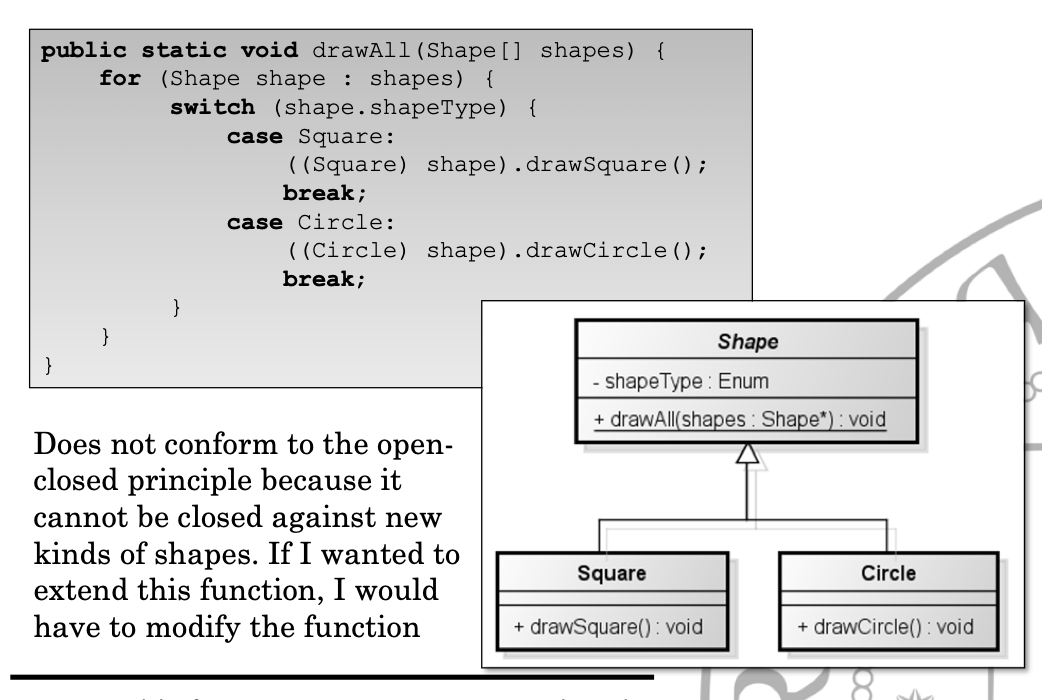 public static void drawAll(Shape[] shapes) {
for (Shape shape : shapes) {
switch (shape.shapeType) {
case Square:
((Square) shape).drawSquare();
break;
case Circle:
((Circle) shape).drawCircle();
break;
}
}
}
Shape
- shapeType : Enum
+ drawAll(shapes : Shape*) : void
Square
+ drawSquare() : void
Circle
+ drawCircle() : void
Does not conform to the open-
closed principle because it
cannot be closed against new
kinds of shapes. If I wanted to
extend this function, I would
have to modify the function